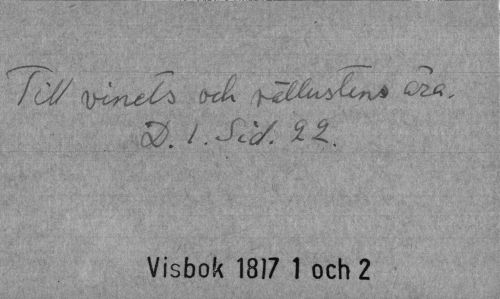 Till vinets och vällustens ära.
D. 1. Sid. 22.
Visbok 1817 1 och 2